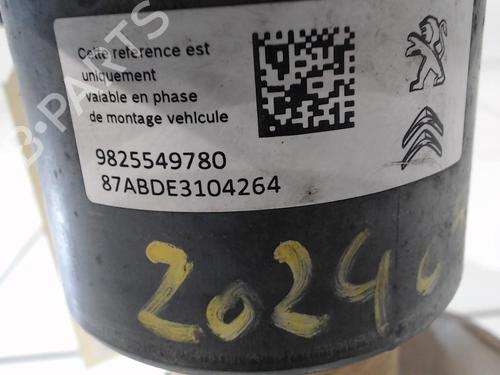 Cette reference est
uniquement
valable en phase
de montage vehicule
9825549780
87ABDE3104264
2024
B-PARTS